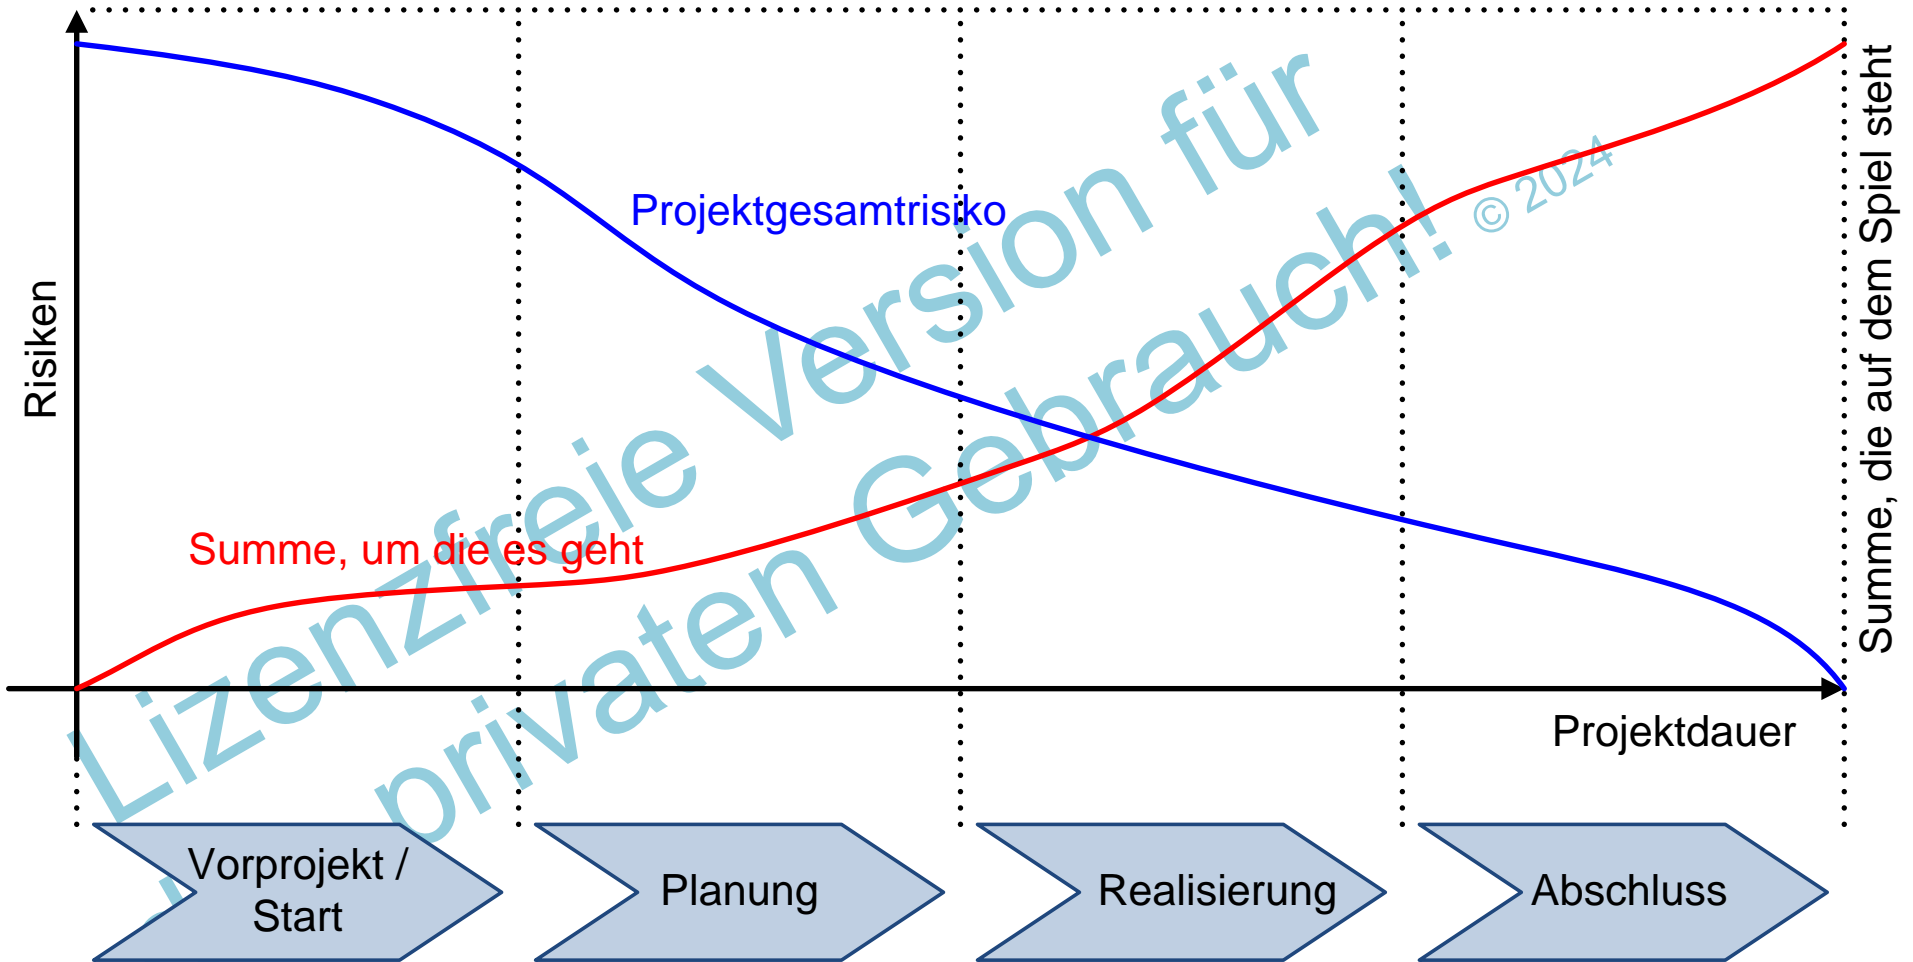 Risiken
Projektgesamtrisiko
Summe, um die es geht
Summe, die auf dem Spiel steht
Projektdauer
Vorprojekt /
Start
Planung
Realisierung
Abschluss
Lizenzfreie Version für
privaten Gebrauch! © 2024